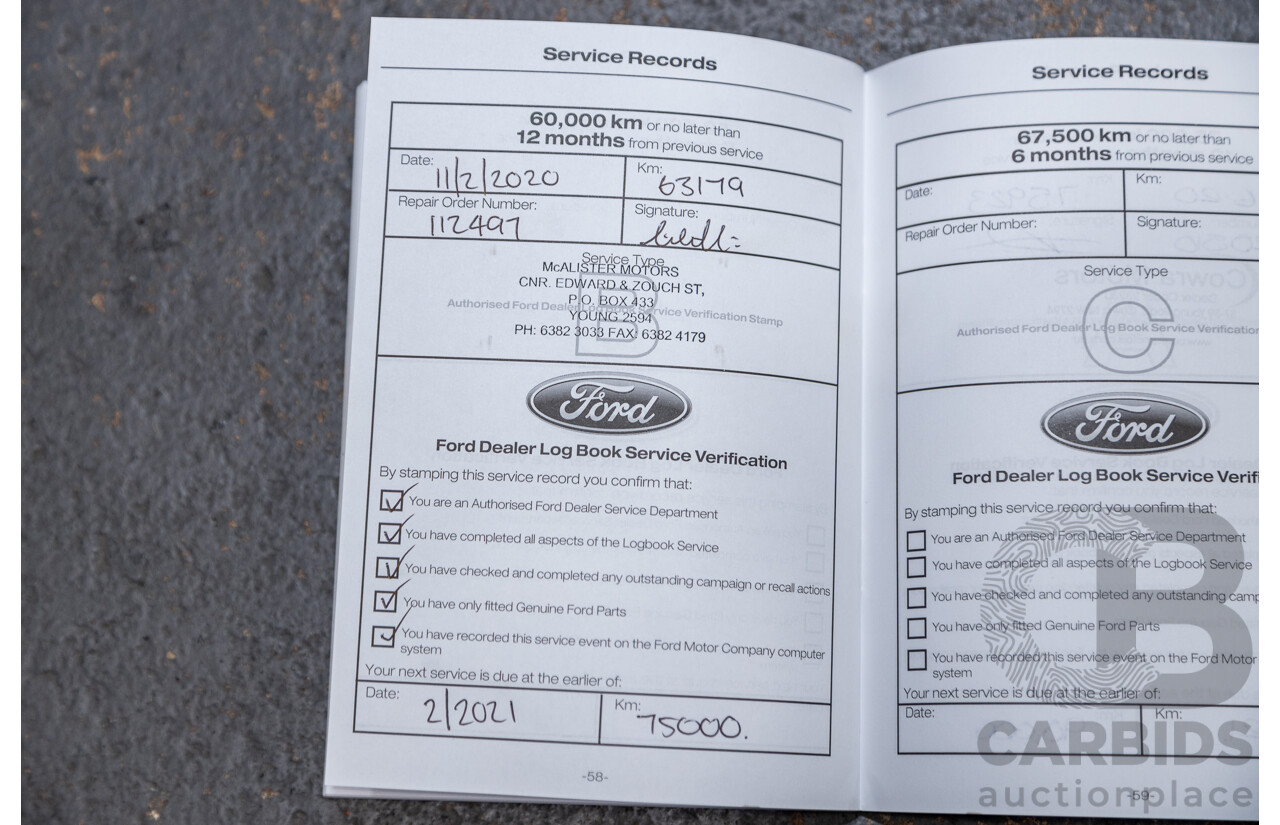 Service Records
60,000 km or no later than
12 months from previous service
Date:
11/2/2020
Km:
63179
Repair Order Number:
112497
Signature:
Service Type
McALISTER MOTORS
CNR. EDWARD & ZOUCH ST,
P.O. BOX 433
Authorised Ford Dealer Log Book Service Verification Stamp
YOUNG 2594
PH: 6382 3033 FAX: 6382 4179
B
Ford
Ford Dealer Log Book Service Verification
By stamping this service record you confirm that:
You are an Authorised Ford Dealer Service Department
You have completed all aspects of the Logbook Service
You have checked and completed any outstanding campaign or recall actions
You have only fitted Genuine Ford Parts
You have recorded this service event on the Ford Motor Company computer
system
Your next service is due at the earlier of:
Date:
2/2021
Km:
75000.
-58-
Service Records
67,500 km or no later than
6 months from previous service
Date:
Km:
Repair Order Number:
Signature:
Service Type
Authorised Ford Dealer Log Book Service Verification
C
Ford
Ford Dealer Log Book Service Verif
By stamping this service record you confirm that:
You are an Authorised Ford Dealer Service Department
You have completed all aspects of the Logbook Service
You have checked and completed any outstanding camp
You have only fitted Genuine Ford Parts
You have recorded this service event on the Ford Motor
system
Your next service is due at the earlier of:
Date:
Km:
-59-
CB
CARBIDS
auctionplace